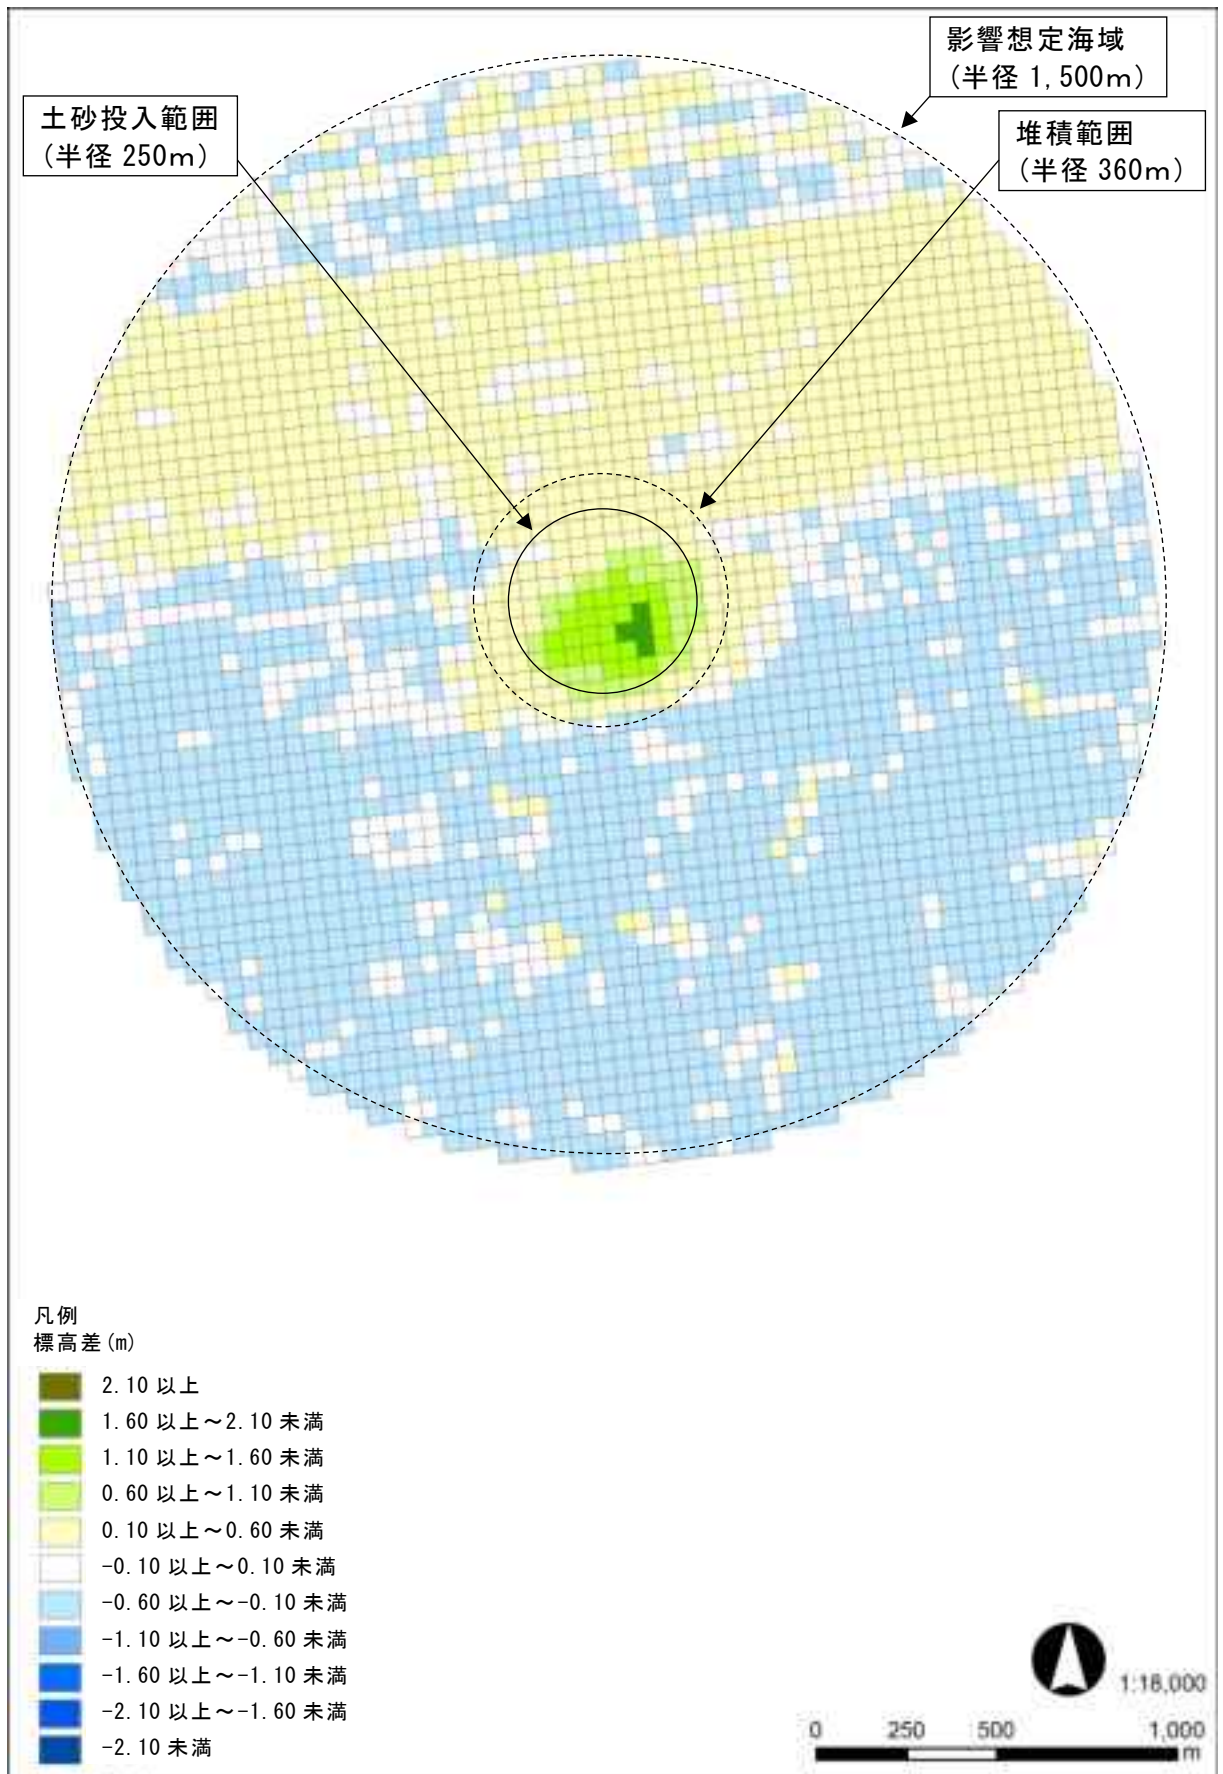 影響想定海域
(半径 1,500m)
土砂投入範囲
(半径 250m)
堆積範囲
(半径 360m)
凡例
標高差(m)
2.10 以上
1.60 以上～2.10 未満
1.10 以上～1.60 未満
0.60 以上～1.10 未満
0.10 以上～0.60 未満
-0.10 以上～0.10 未満
-0.60 以上～-0.10 未満
-1.10 以上～-0.60 未満
-1.60 以上～-1.10 未満
-2.10 以上～-1.60 未満
-2.10 未満
1:18,000
0 250 500 1,000
m